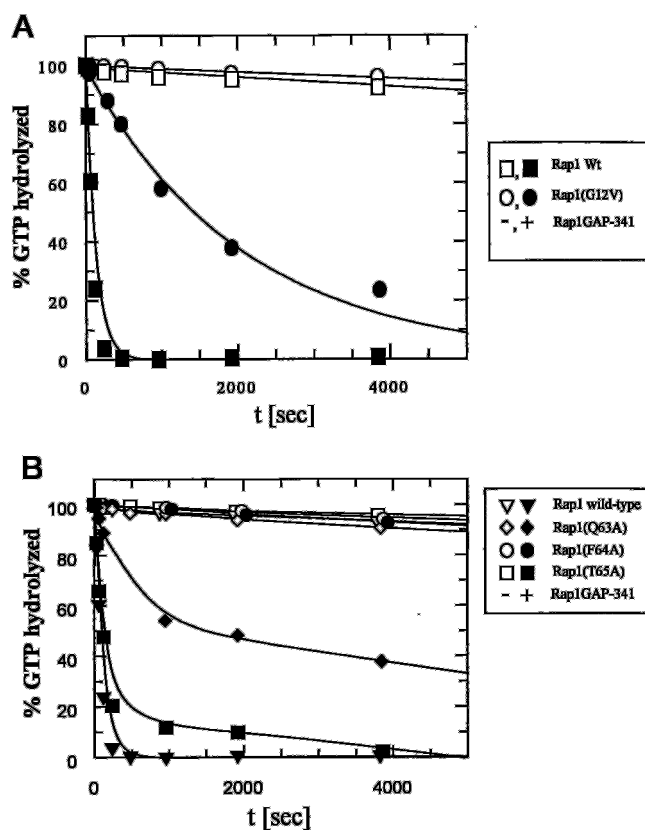 A
% GTP hydrolyzed
100
80
60
40
20
0
0 2000 4000
t [sec]
Rap1 Wt
Rap1(G12V)
-, + Rap1GAP-341
B
% GTP hydrolyzed
100
80
60
40
20
0
0 2000 4000
t [sec]
Rap1 wild-type
Rap1(Q63A)
Rap1(F64A)
Rap1(T65A)
- + Rap1GAP-341